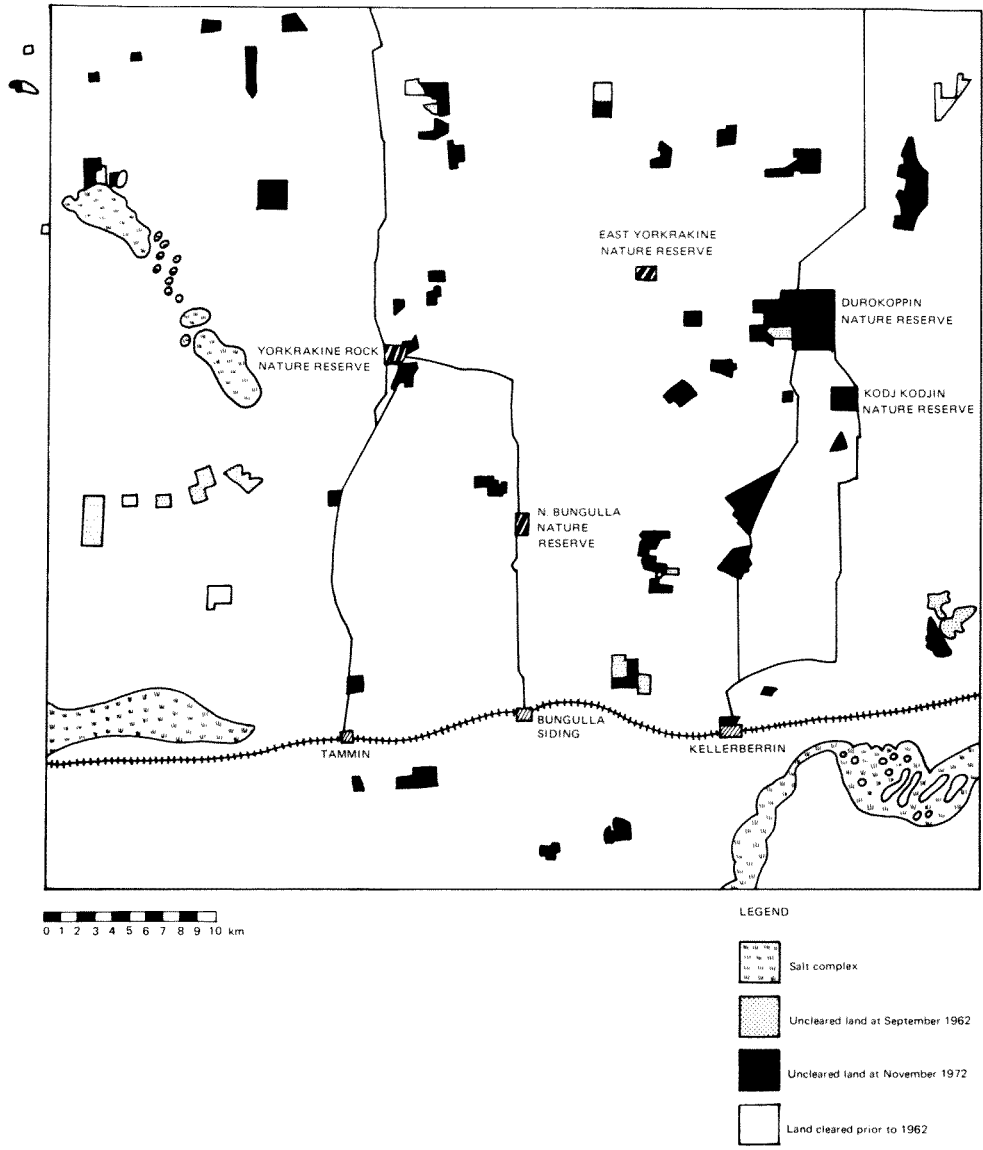 EAST YORKRAKINE
NATURE RESERVE
DUROKOPPIN
NATURE RESERVE
YORKRAKINE ROCK
NATURE RESERVE
KODJ KODJIN
NATURE RESERVE
N. BUNGULLA
NATURE
RESERVE
BUNGULLA
SIDING
TAMMIN
KELLERBERRIN
0 1 2 3 4 5 6 7 8 9 10 km
LEGEND
Salt complex
Uncleared land at September 1962
Uncleared land at November 1972
Land cleared prior to 1962